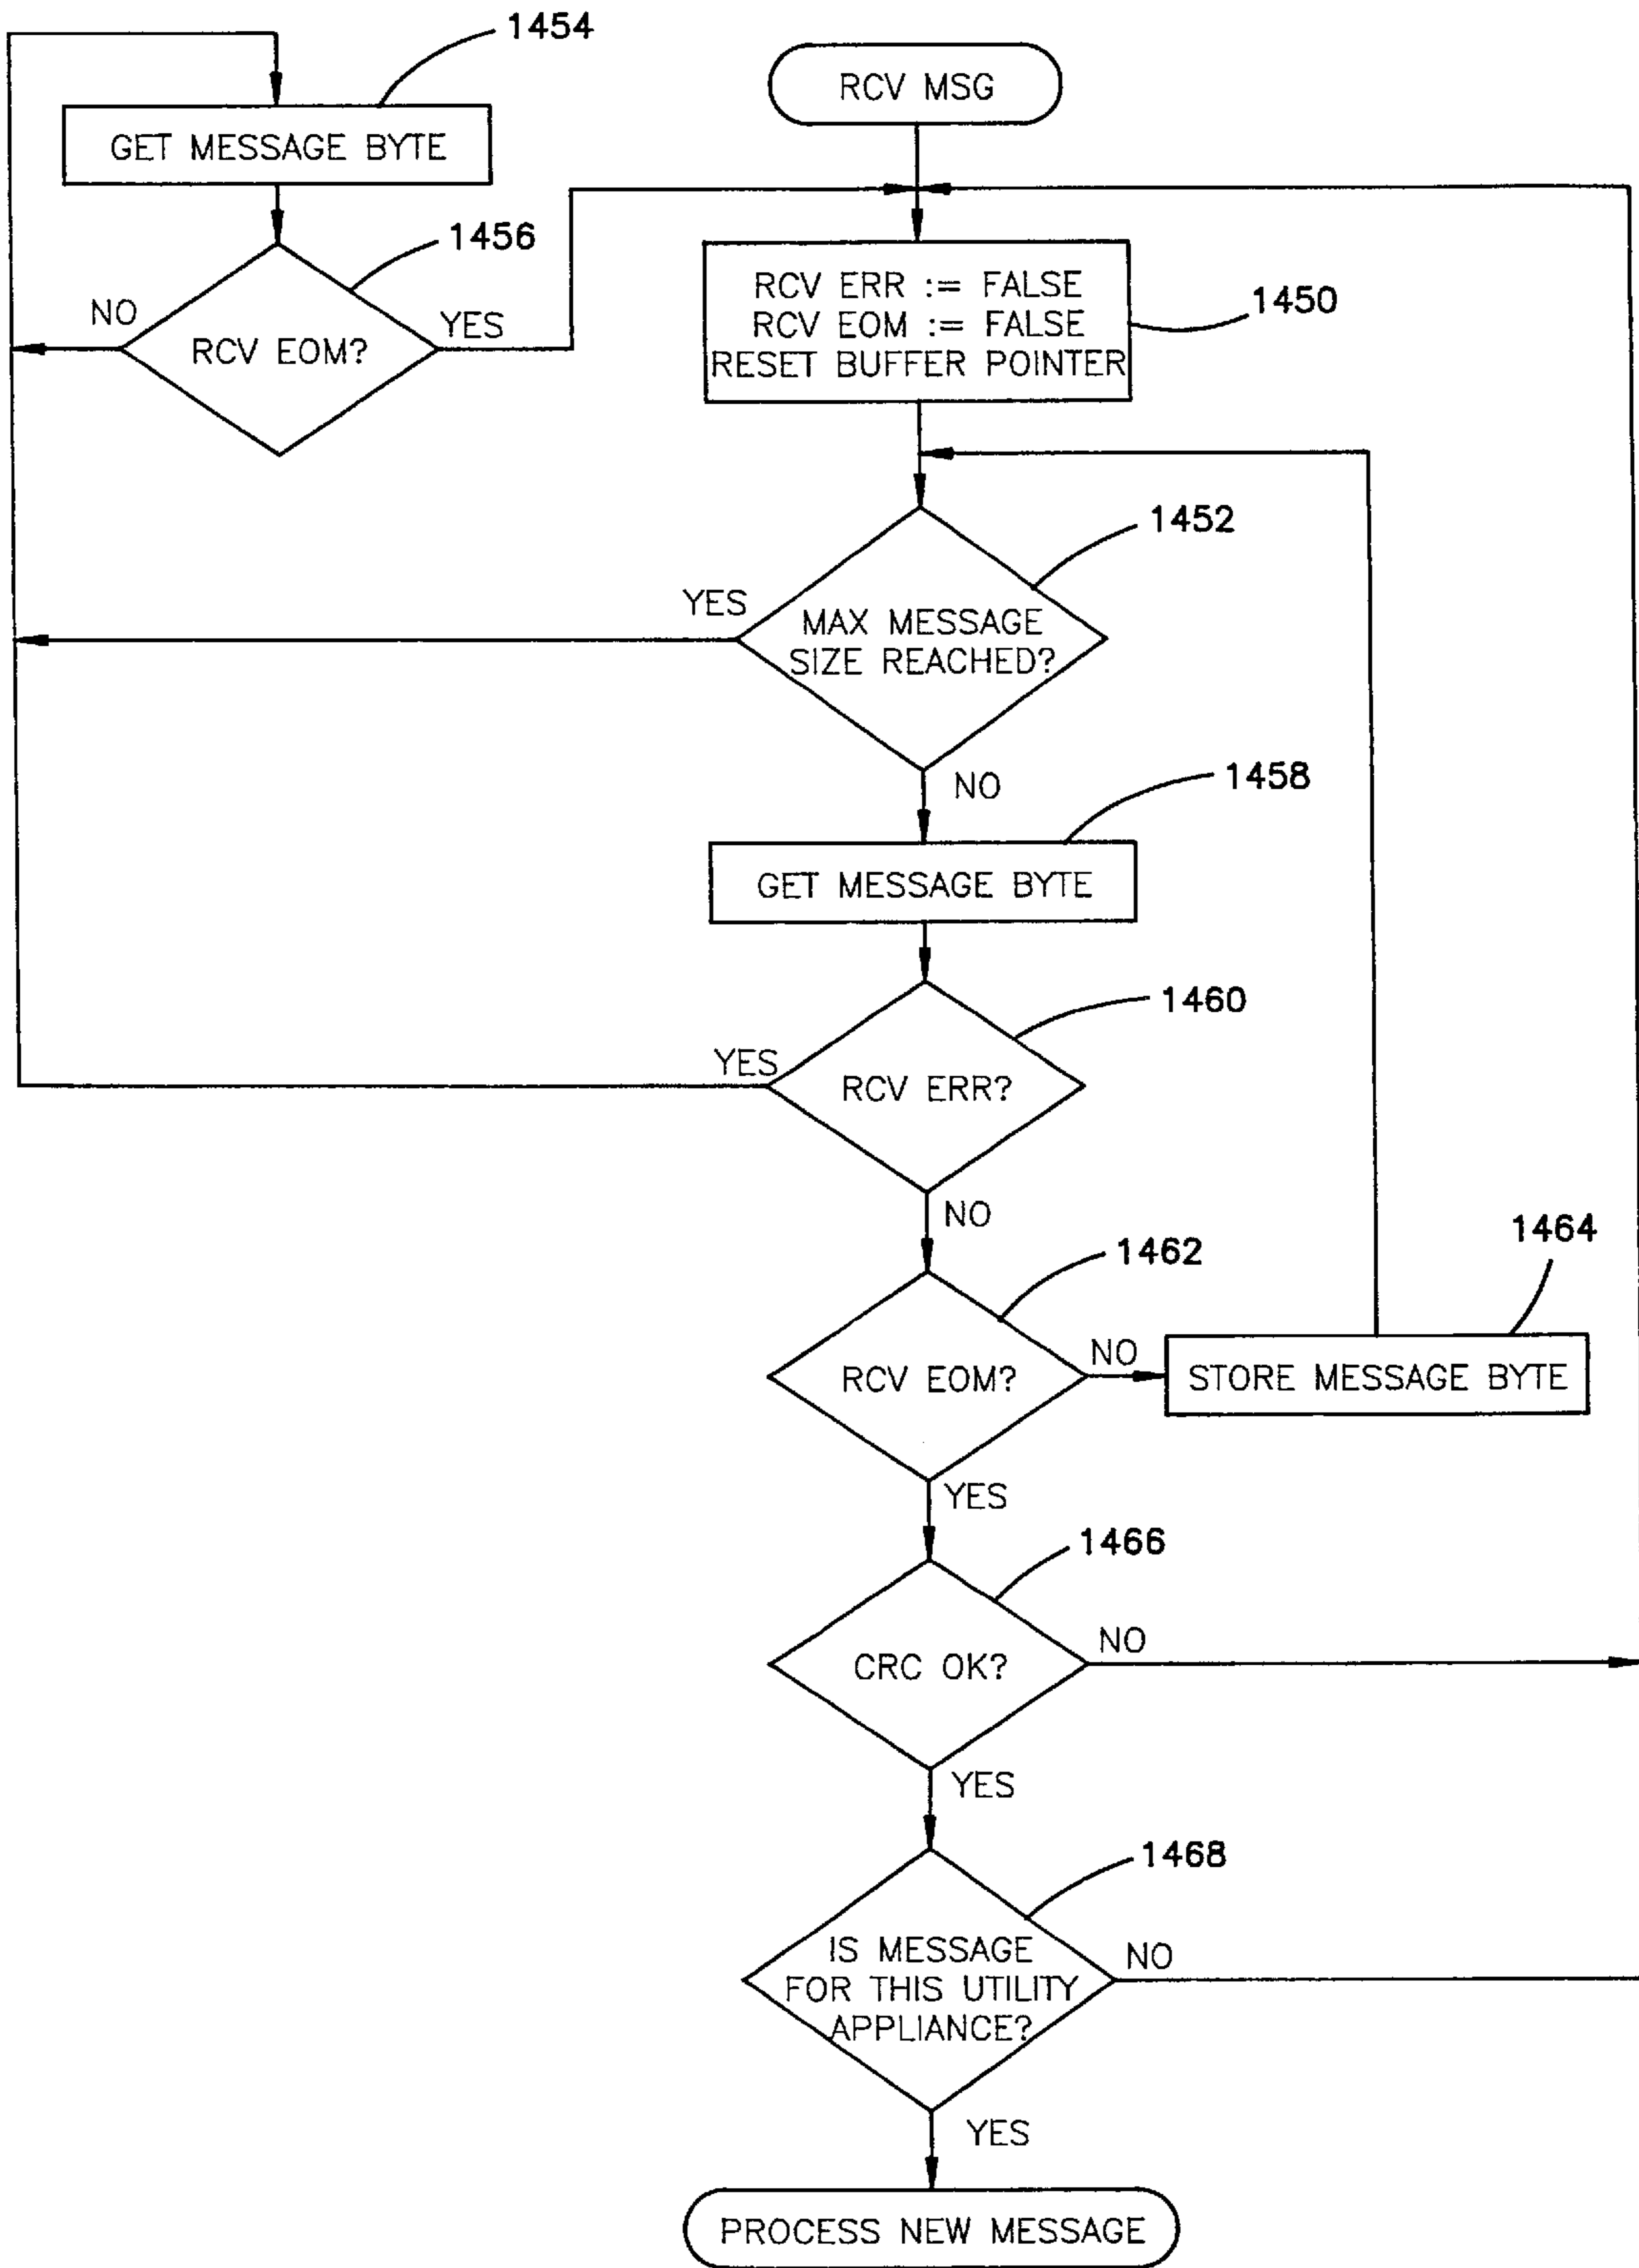 1454
RCV MSG
GET MESSAGE BYTE
1456
NO
RCV EOM?
YES
RCV ERR := FALSE
RCV EOM := FALSE
RESET BUFFER POINTER
1450
1452
YES
MAX MESSAGE
SIZE REACHED?
NO
1458
GET MESSAGE BYTE
1460
YES
RCV ERR?
NO
1462
1464
RCV EOM?
NO
STORE MESSAGE BYTE
YES
1466
CRC OK?
NO
YES
1468
IS MESSAGE
FOR THIS UTILITY
APPLIANCE?
NO
YES
PROCESS NEW MESSAGE